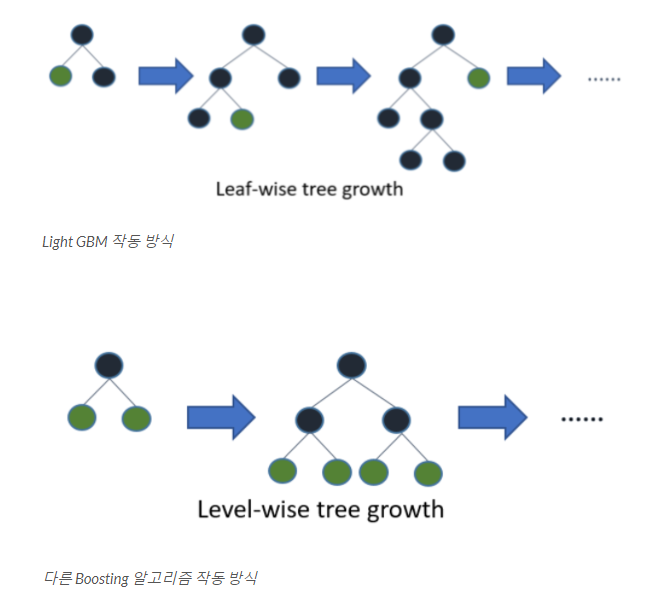 ......
Leaf-wise tree growth
Light GBM 작동 방식
......
Level-wise tree growth
다른 Boosting 알고리즘 작동 방식